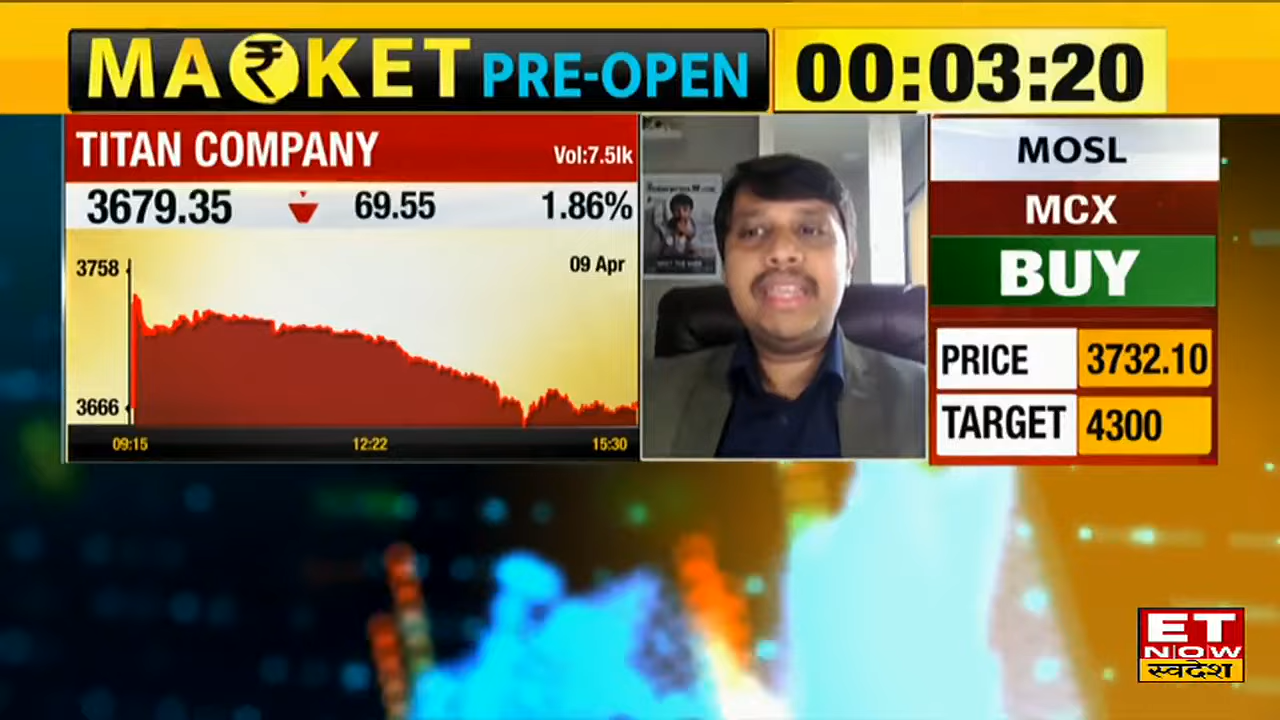 MA₹KET PRE-OPEN
00:03:20
TITAN COMPANY
Vol:7.5lk
3679.35 69.55 1.86%
3758
09 Apr
3666
09:15 12:22 15:30
MOSL
MCX
BUY
PRICE 3732.10
TARGET 4300
ET
NOW
स्वदेश